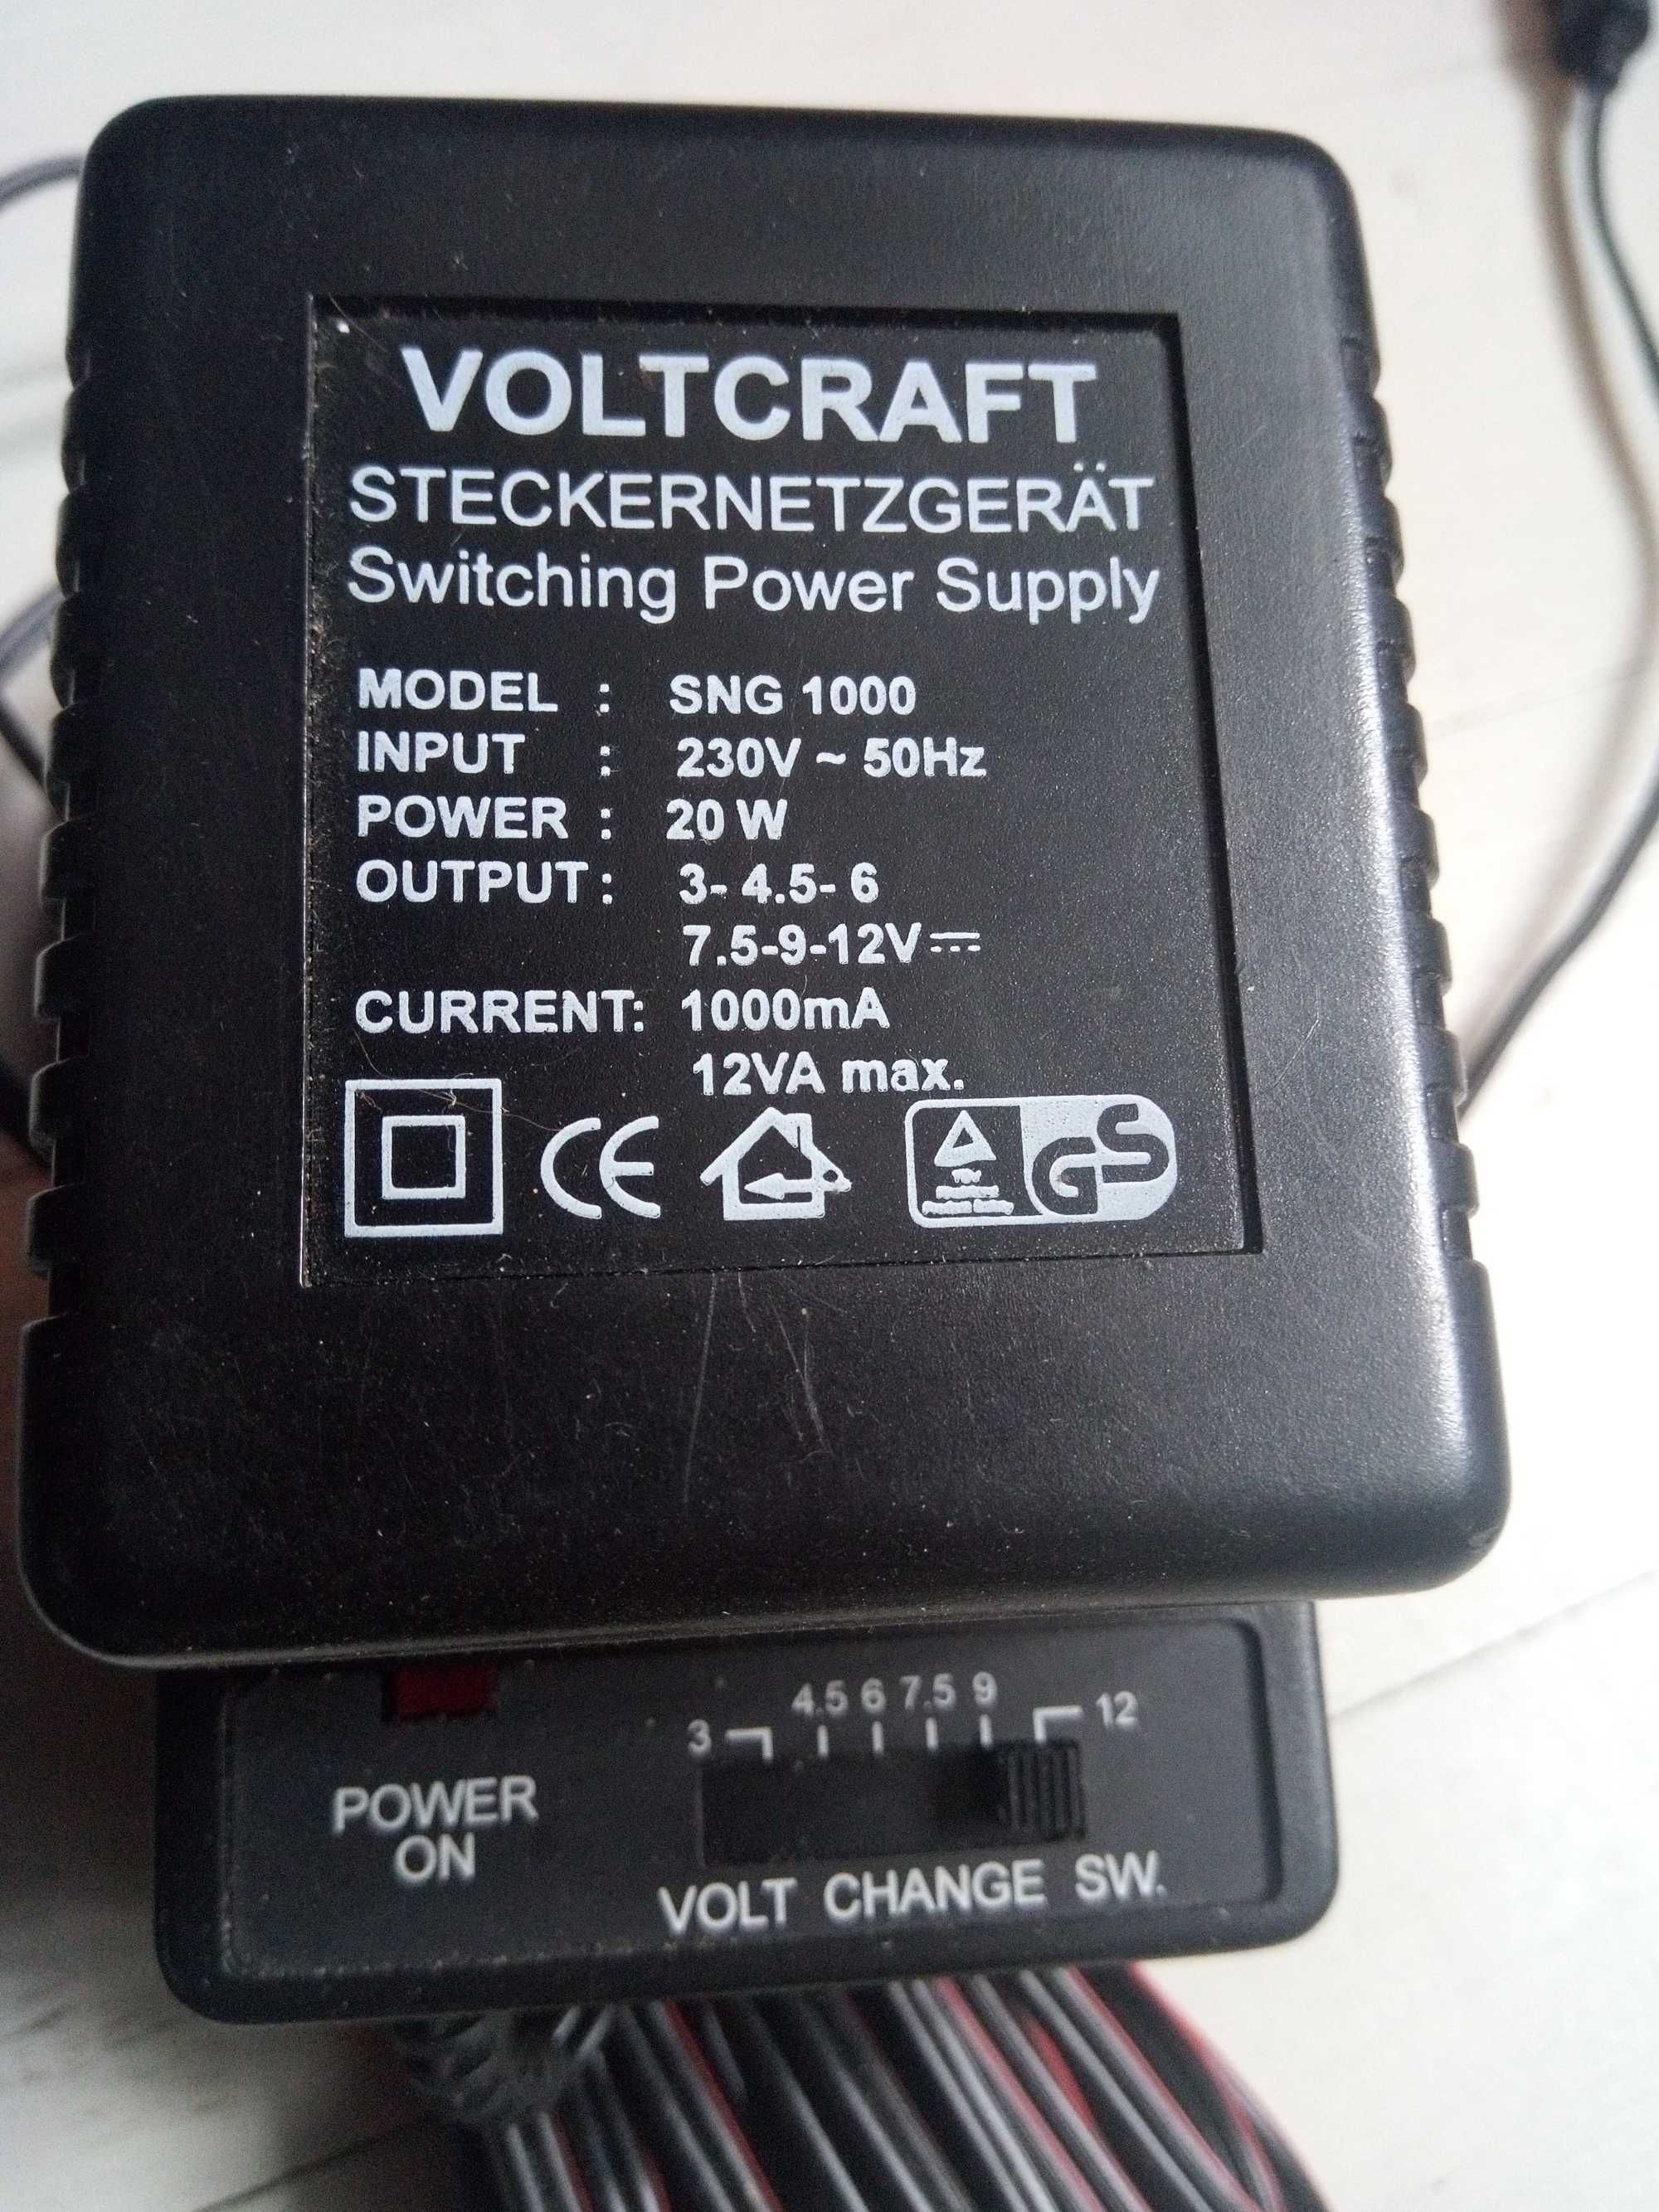 VOLTCRAFT
STECKERNETZGERÄT
Switching Power Supply
MODEL : SNG 1000
INPUT : 230V ~ 50Hz
POWER : 20 W
OUTPUT : 3- 4.5- 6
7.5-9-12V⎓
CURRENT: 1000mA
12VA max.
CE
GS
3 4.5 6 7.5 9 12
POWER
ON
VOLT CHANGE SW.